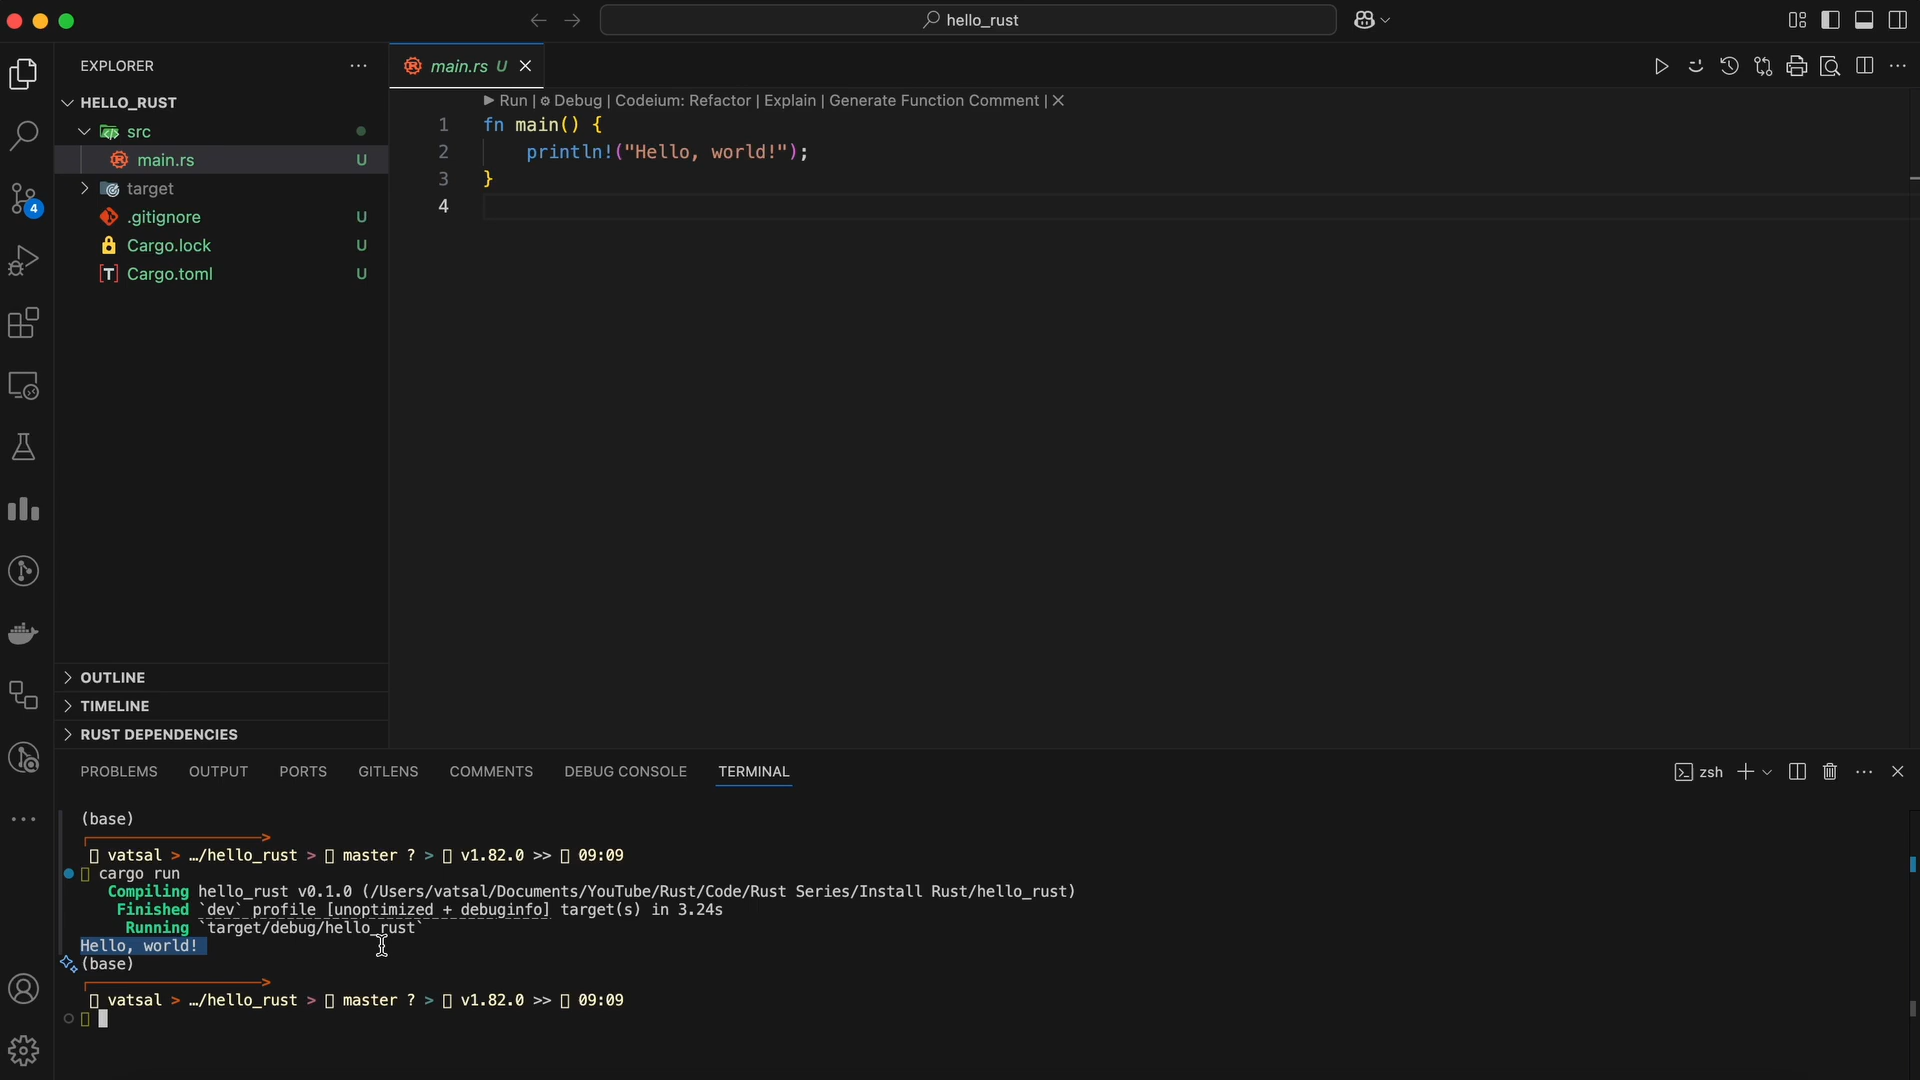 hello_rust
EXPLORER
main.rs U
HELLO_RUST
src
main.rs U
target
.gitignore U
Cargo.lock U
Cargo.toml U
4
Run | Debug | Codeium: Refactor | Explain | Generate Function Comment | X
1 fn main() {
2 println!("Hello, world!");
3 }
4
OUTLINE
TIMELINE
RUST DEPENDENCIES
PROBLEMS OUTPUT PORTS GITLENS COMMENTS DEBUG CONSOLE TERMINAL
zsh
(base)
vatsal > …/hello_rust > master ? > v1.82.0 >> 09:09
cargo run
Compiling hello_rust v0.1.0 (/Users/vatsal/Documents/YouTube/Rust/Code/Rust Series/Install Rust/hello_rust)
Finished `dev` profile [unoptimized + debuginfo] target(s) in 3.24s
Running `target/debug/hello_rust`
Hello, world!
(base)
vatsal > …/hello_rust > master ? > v1.82.0 >> 09:09